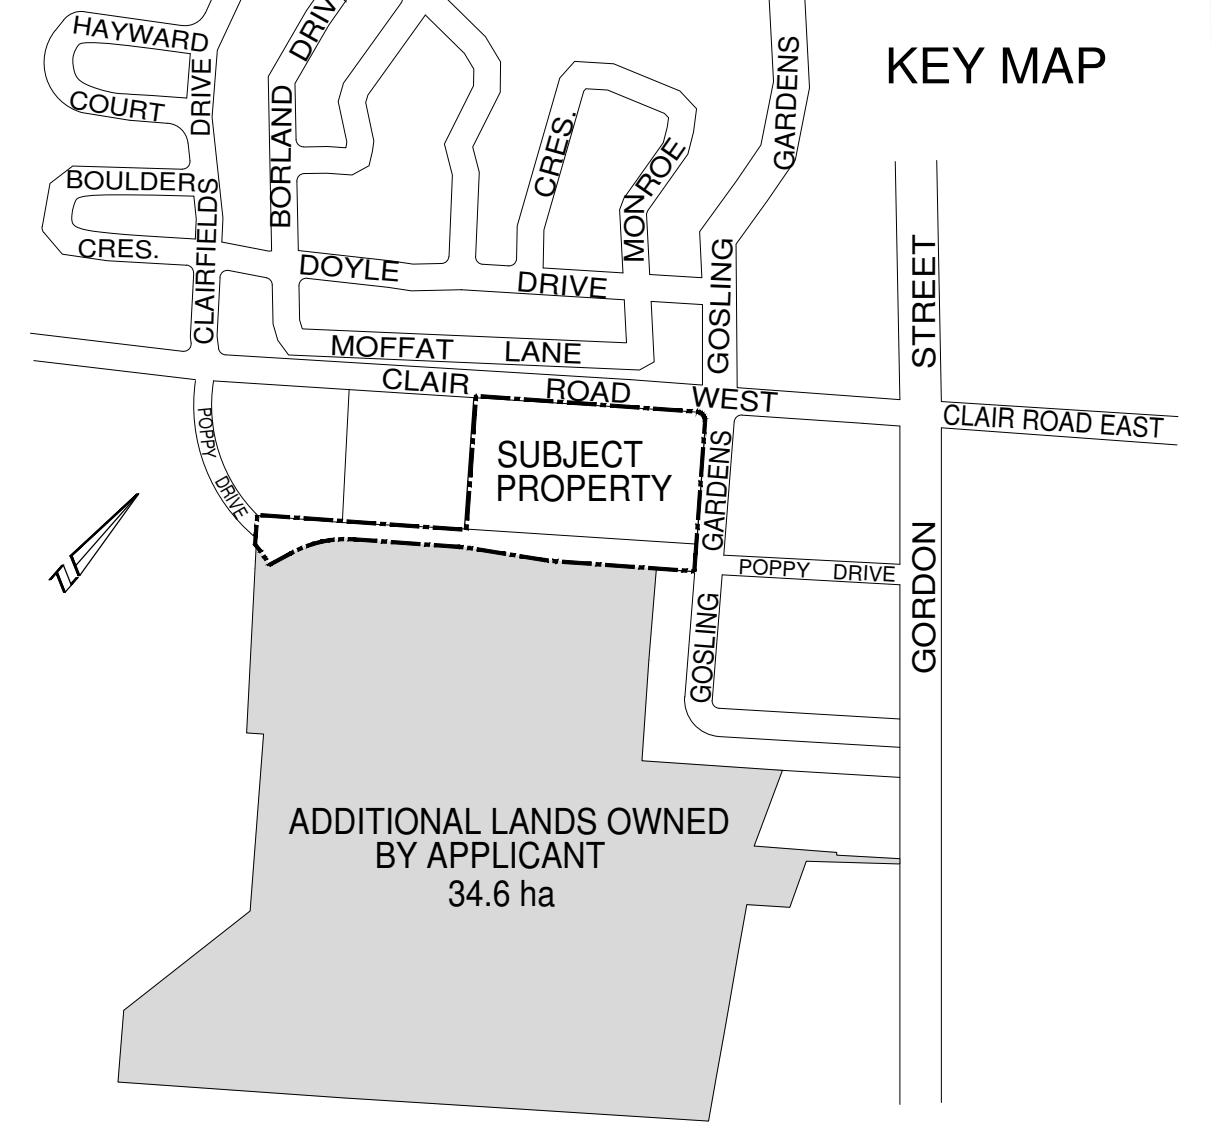 KEY MAP
HAYWARD
COURT
DRIVE
CLAIRFIELDS
BOULDER
CRES.
BORLAND
CRES.
MONROE
GARDENS
GOSLING
DOYLE DRIVE
MOFFAT LANE
CLAIR ROAD WEST
CLAIR ROAD EAST
STREET
GORDON
POPPY DRIVE
SUBJECT
PROPERTY
GARDENS
GOSLING
POPPY DRIVE
N
ADDITIONAL LANDS OWNED
BY APPLICANT
34.6 ha